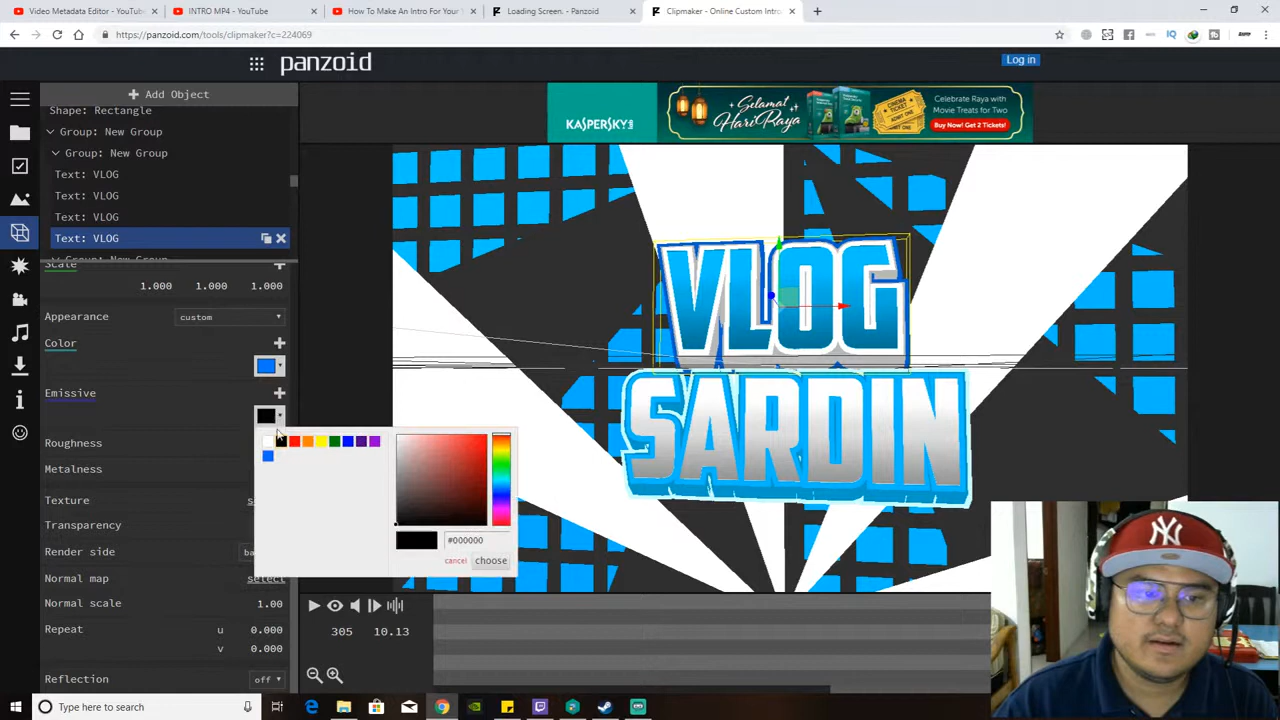 Video Metadata Editor - YouTub
INTRO MP4 - YouTube
How To Make An Intro For Your
Loading Screen. - Panzoid
Clipmaker - Online Custom Intro
https://panzoid.com/tools/clipmaker?c=224069
panzoid
Log in
Add Object
Shape: Rectangle
Group: New Group
Group: New Group
Text: VLOG
Text: VLOG
Text: VLOG
Text: VLOG
Scale
1.000 1.000 1.000
Appearance custom
Color
Emissive
Roughness
Metalness
Texture
Transparency
Render side ba
Normal map select
Normal scale 1.00
Repeat u 0.000
v 0.000
Reflection off
#000000
cancel choose
KASPERSKY
Selamat
Hari Raya
Celebrate Raya with
Movie Treats for Two
Buy Now! Get 2 Tickets!
VLOG
SARDIN
305 10.13
Type here to search